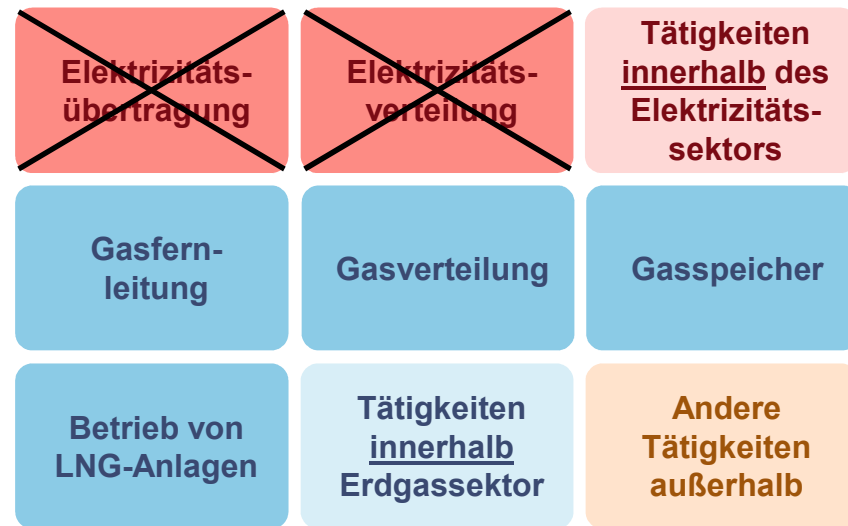 Elektrizitäts-
übertragung
Elektrizitäts-
verteilung
Tätigkeiten
innerhalb des
Elektrizitäts-
sektors
Gasfern-
leitung
Gasverteilung
Gasspeicher
Betrieb von
LNG-Anlagen
Tätigkeiten
innerhalb
Erdgassektor
Andere
Tätigkeiten
außerhalb